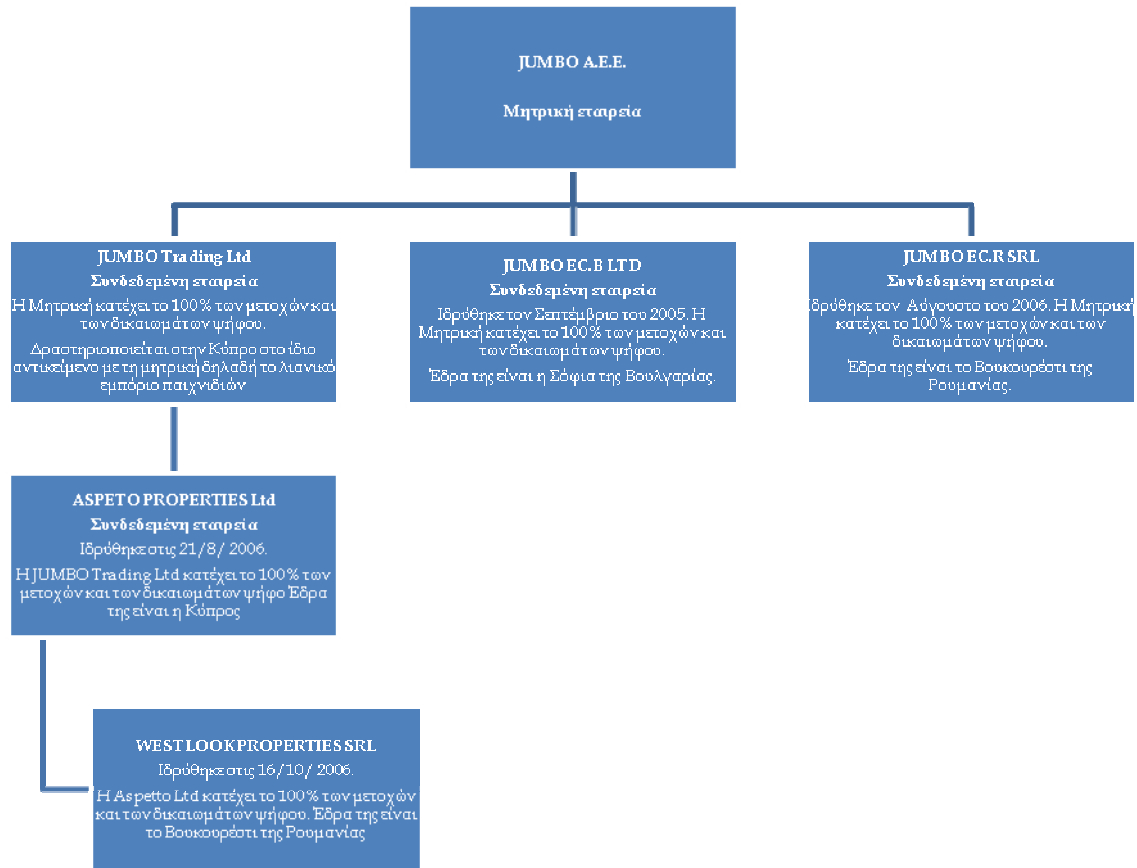 JUMBO A.E.E.
Μητρική εταιρεία
JUMBO Trading Ltd
Συνδεδεμένη εταιρεία
Η Μητρική κατέχει το 100% των μετοχών και
των δικαιωμάτων ψήφου.
Δραστηριοποιείται στην Κύπρο στο ίδιο
αντικείμενο με τη μητρική δηλαδή το λιανικό
εμπόριο παιχνιδιών
JUMBO EC.B LTD
Συνδεδεμένη εταιρεία
Ιδρύθηκε τον Σεπτέμβριο του 2005. Η
Μητρική κατέχει το 100% των μετοχών και
των δικαιωμάτων ψήφου.
Έδρα της είναι η Σόφια της Βουλγαρίας.
JUMBO EC.R SRL
Συνδεδεμένη εταιρεία
Ιδρύθηκε τον Αύγουστο του 2006. Η Μητρική
κατέχει το 100% των μετοχών και των
δικαιωμάτων ψήφου.
Έδρα της είναι το Βουκουρέστι της
Ρουμανίας.
ASPETO PROPERTIES Ltd
Συνδεδεμένη εταιρεία
Ιδρύθηκε στις 21/8/ 2006.
Η JUMBO Trading Ltd κατέχει το 100% των
μετοχών και των δικαιωμάτων ψήφο Έδρα
της είναι η Κύπρος
WEST LOOK PROPERTIES SRL
Ιδρύθηκε στις 16/10/ 2006.
Η Aspetto Ltd κατέχει το 100% των μετοχών
και των δικαιωμάτων ψήφου. Έδρα της είναι
το Βουκουρέστι της Ρουμανίας